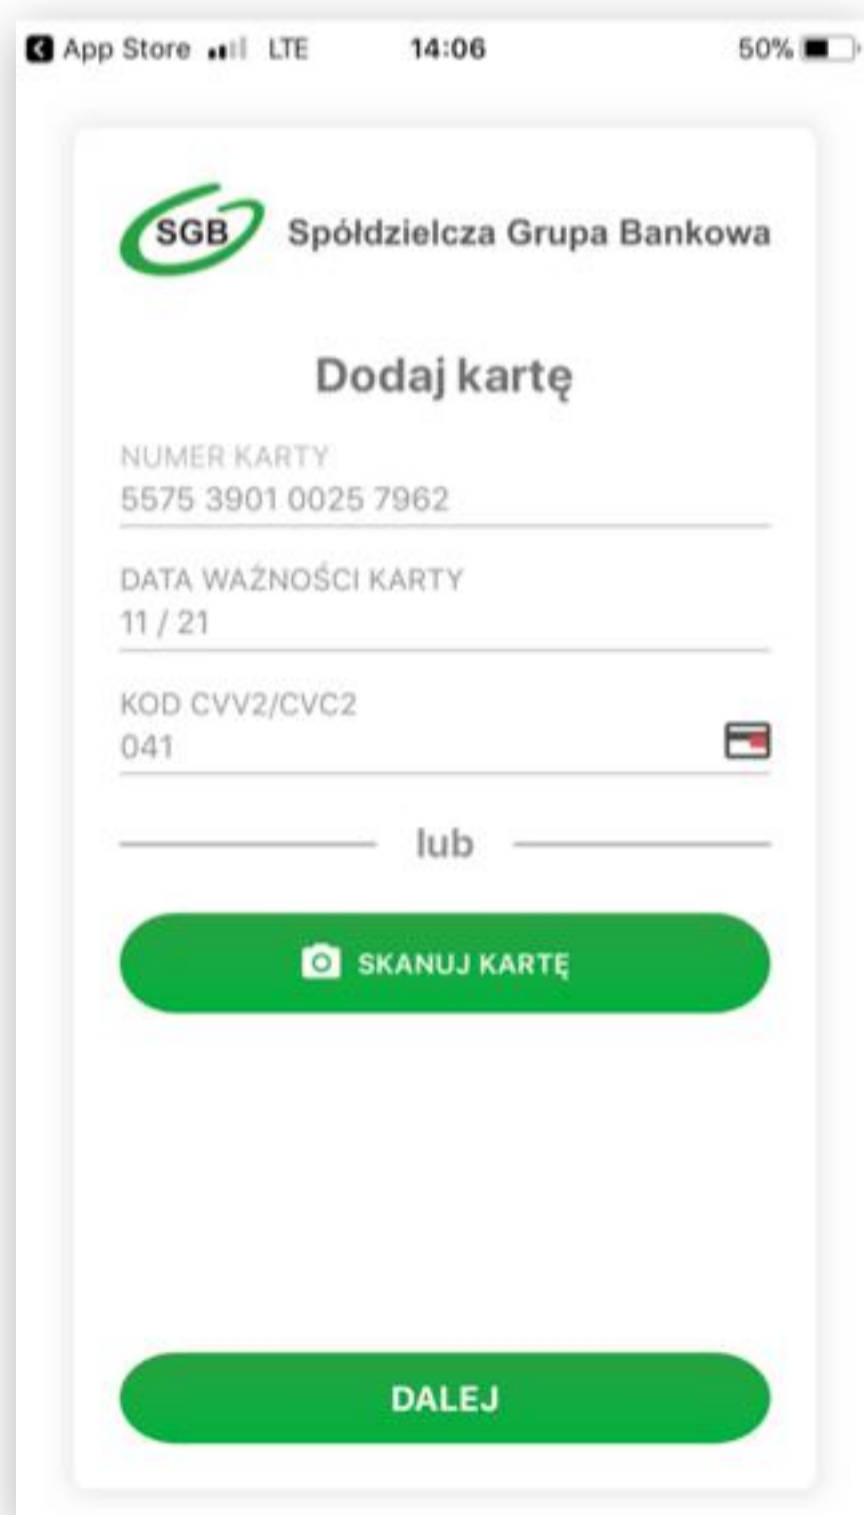 App Store LTE 14:06 50%
SGB Spółdzielcza Grupa Bankowa
Dodaj kartę
NUMER KARTY
5575 3901 0025 7962
DATA WAŻNOŚCI KARTY
11 / 21
KOD CVV2/CVC2
041
lub
SKANUJ KARTĘ
DALEJ